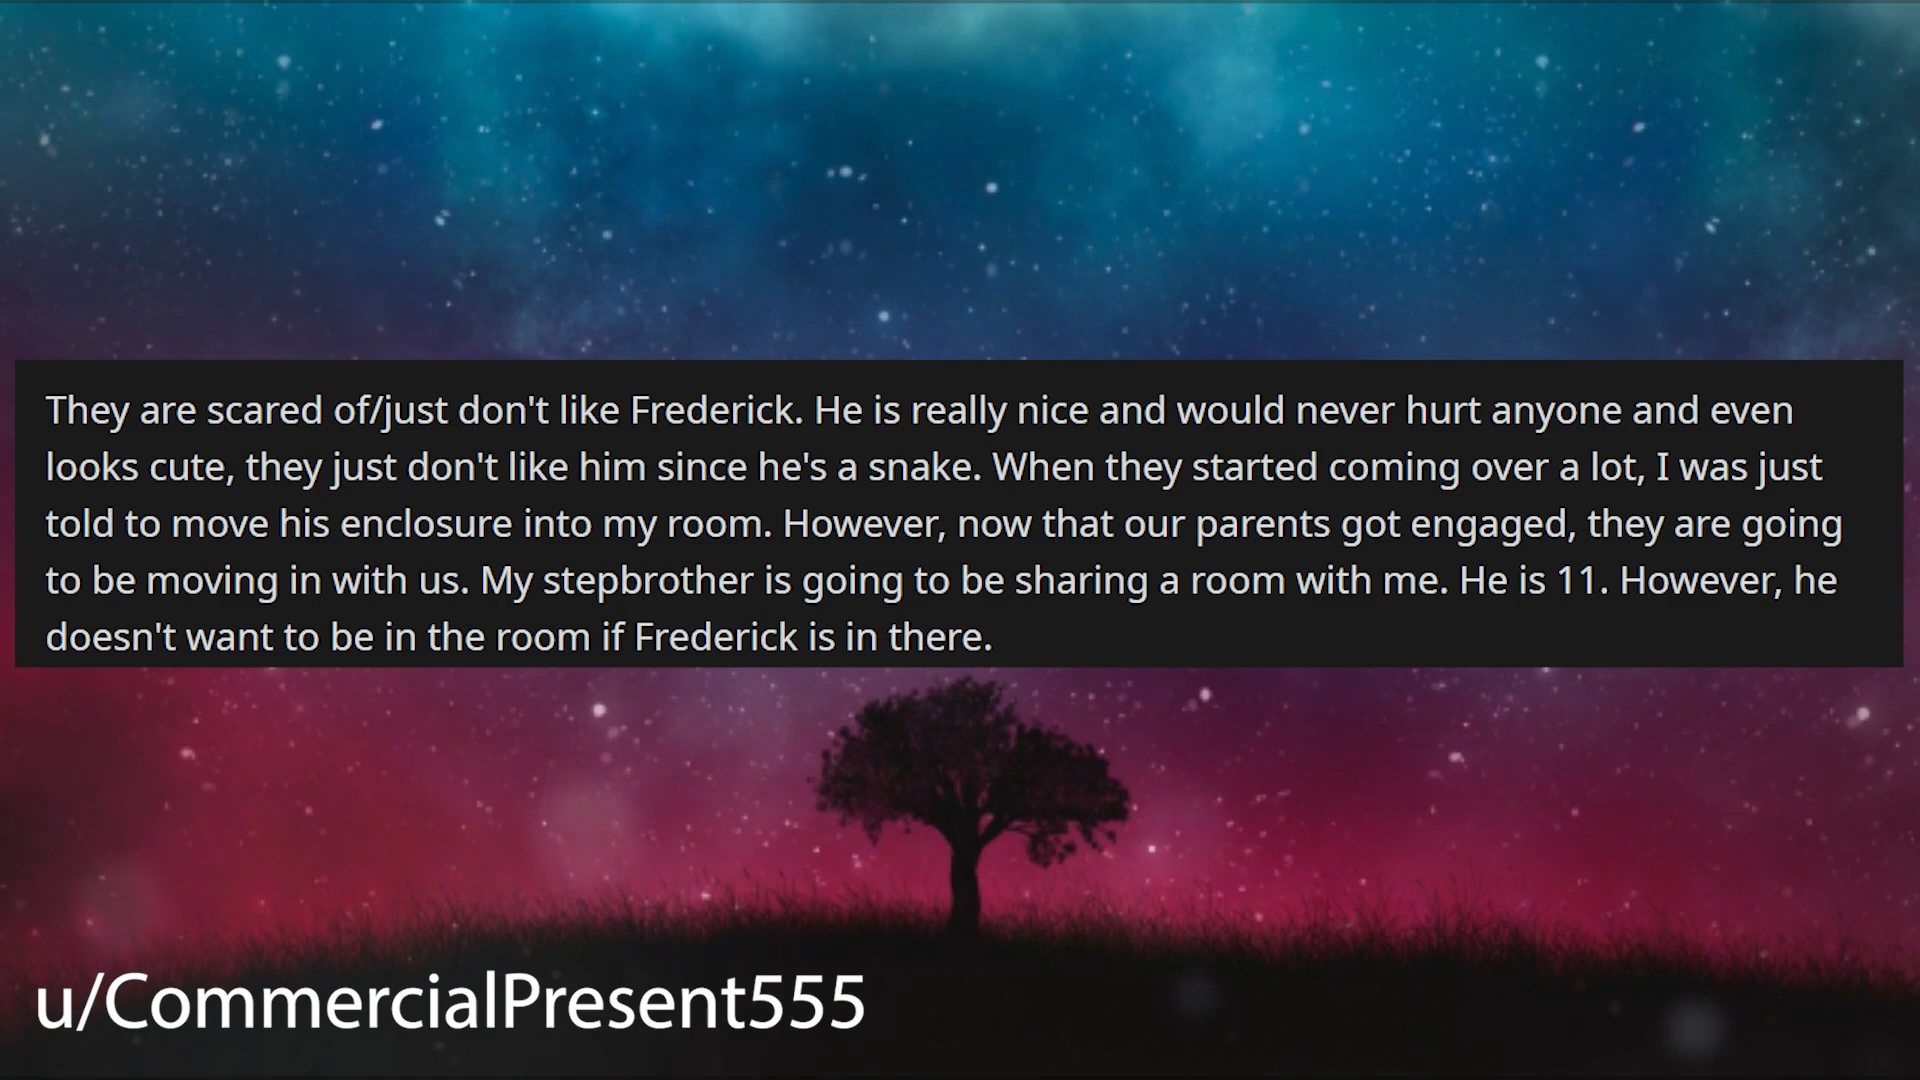 They are scared of/just don't like Frederick. He is really nice and would never hurt anyone and even
looks cute, they just don't like him since he's a snake. When they started coming over a lot, I was just
told to move his enclosure into my room. However, now that our parents got engaged, they are going
to be moving in with us. My stepbrother is going to be sharing a room with me. He is 11. However, he
doesn't want to be in the room if Frederick is in there.
u/CommercialPresent555